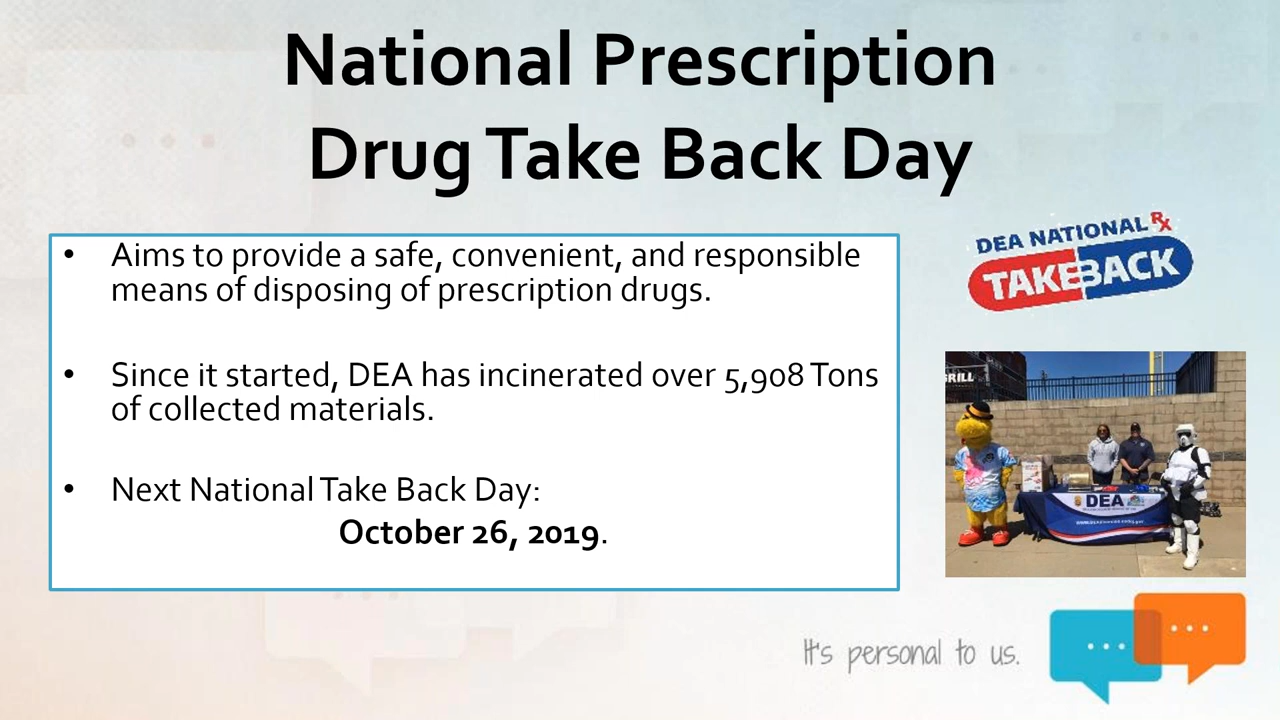 National Prescription
Drug Take Back Day
• Aims to provide a safe, convenient, and responsible
means of disposing of prescription drugs.
• Since it started, DEA has incinerated over 5,908 Tons
of collected materials.
• Next National Take Back Day:
October 26, 2019.
DEA NATIONAL Rx
TAKEBACK
GRILL
DEA
It's personal to us.